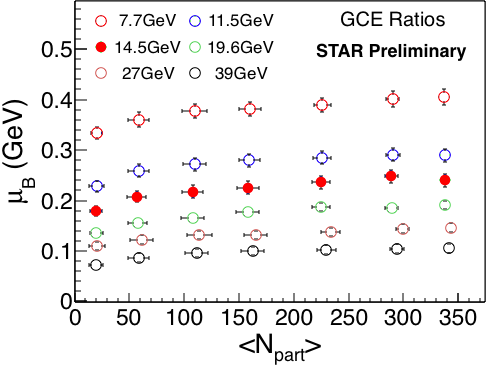 7.7GeV 11.5GeV GCE Ratios
14.5GeV 19.6GeV STAR Preliminary
27GeV 39GeV
0.5
0.4
0.3
0.2
0.1
0
μB (GeV)
0 50 100 150 200 250 300 350
<Npart>